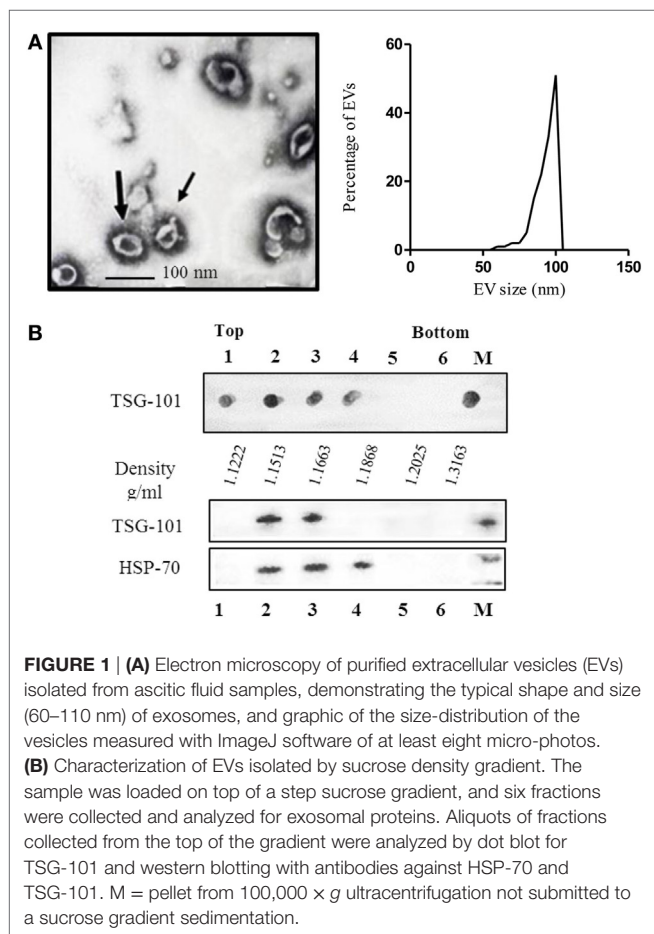 A
100 nm
Percentage of EVs
60
40
20
0
0 50 100 150
EV size (nm)
B
Top Bottom
1 2 3 4 5 6 M
TSG-101
Density
g/ml
1.1222 1.1513 1.1663 1.1868 1.2025 1.3163
TSG-101
HSP-70
1 2 3 4 5 6 M
FIGURE 1 | (A) Electron microscopy of purified extracellular vesicles (EVs)
isolated from ascitic fluid samples, demonstrating the typical shape and size
(60–110 nm) of exosomes, and graphic of the size-distribution of the
vesicles measured with ImageJ software of at least eight micro-photos.
(B) Characterization of EVs isolated by sucrose density gradient. The
sample was loaded on top of a step sucrose gradient, and six fractions
were collected and analyzed for exosomal proteins. Aliquots of fractions
collected from the top of the gradient were analyzed by dot blot for
TSG-101 and western blotting with antibodies against HSP-70 and
TSG-101. M = pellet from 100,000 × g ultracentrifugation not submitted to
a sucrose gradient sedimentation.